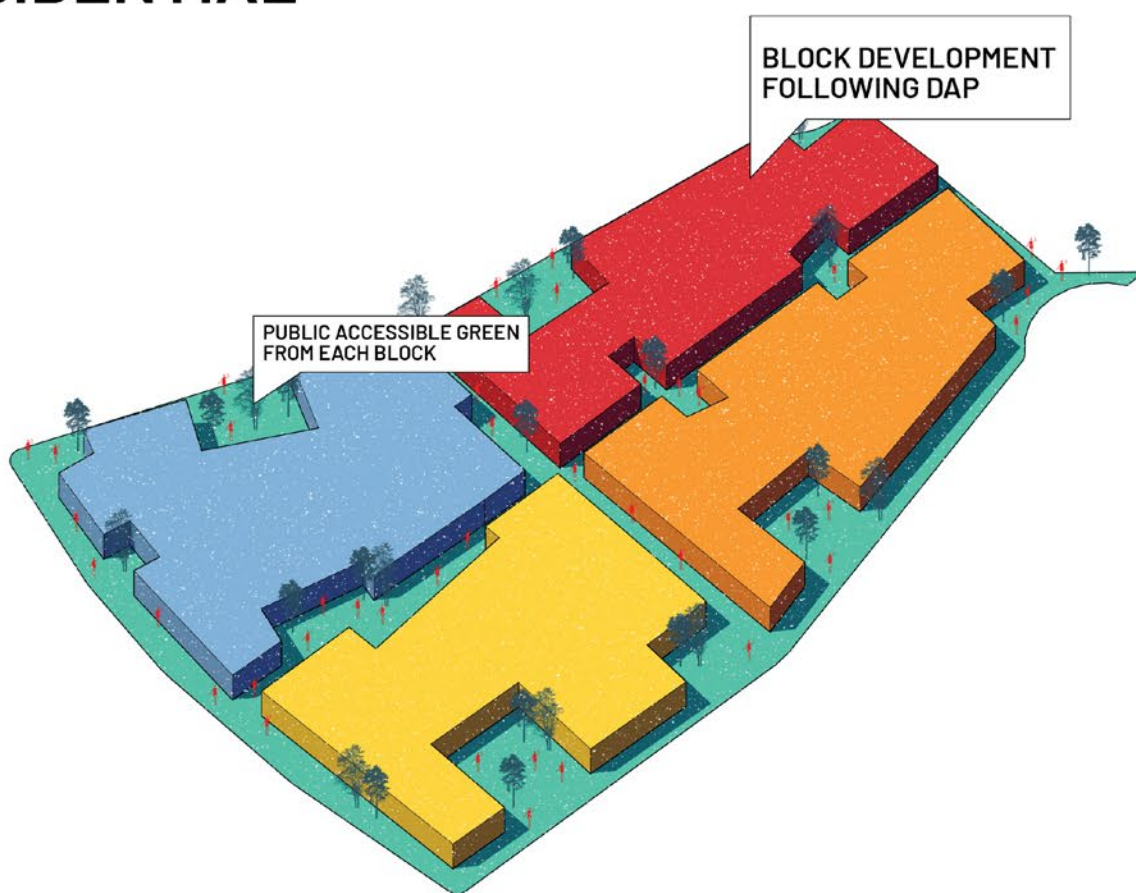 BLOCK DEVELOPMENT
FOLLOWING DAP
PUBLIC ACCESSIBLE GREEN
FROM EACH BLOCK